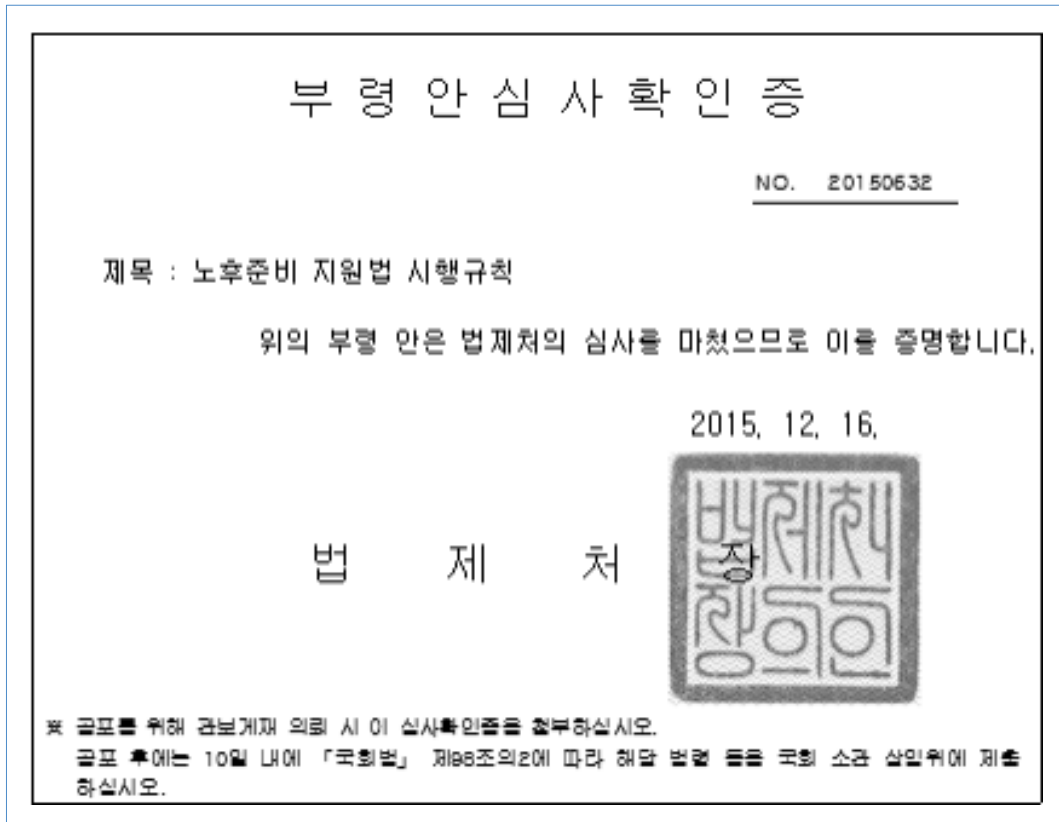 부 령 안 심 사 확 인 증
NO. 20150632
제목 : 노후준비 지원법 시행규칙
위의 부령 안은 법제처의 심사를 마쳤으므로 이를 증명합니다.
2015. 12. 16.
법 제 처 장
법제처장의인
※ 공포를 위해 관보게재 의뢰 시 이 심사확인증을 첨부하십시오.
공포 후에는 10일 내에 「국회법」 제98조의2에 따라 해당 법령 등을 국회 소관 상임위에 제출
하십시오.